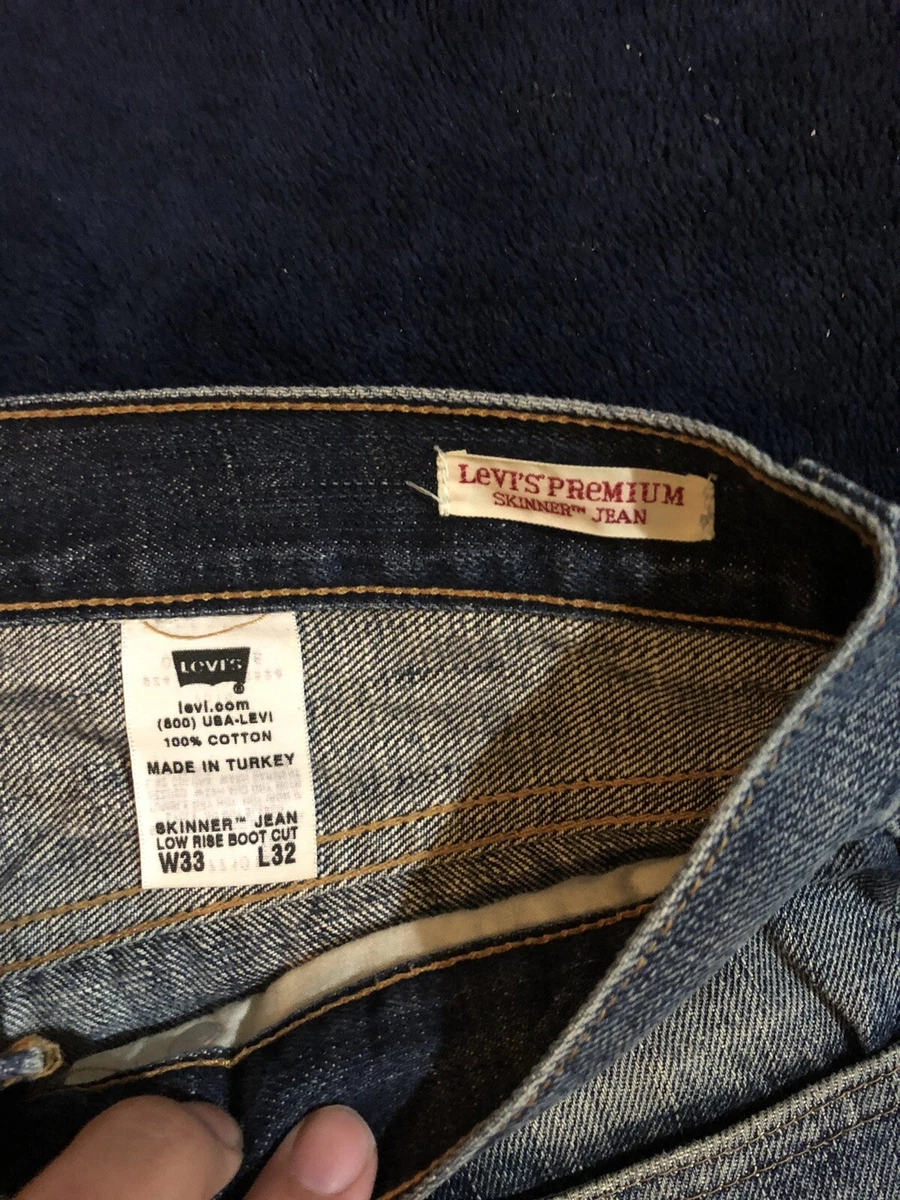 LeVI'S PReMIUM
SKINNER™ JEAN
LeVI'S
®
levi.com
(800) USA-LEVI
100% COTTON
MADE IN TURKEY
SKINNER™ JEAN
LOW RISE BOOT CUT
W33 L32